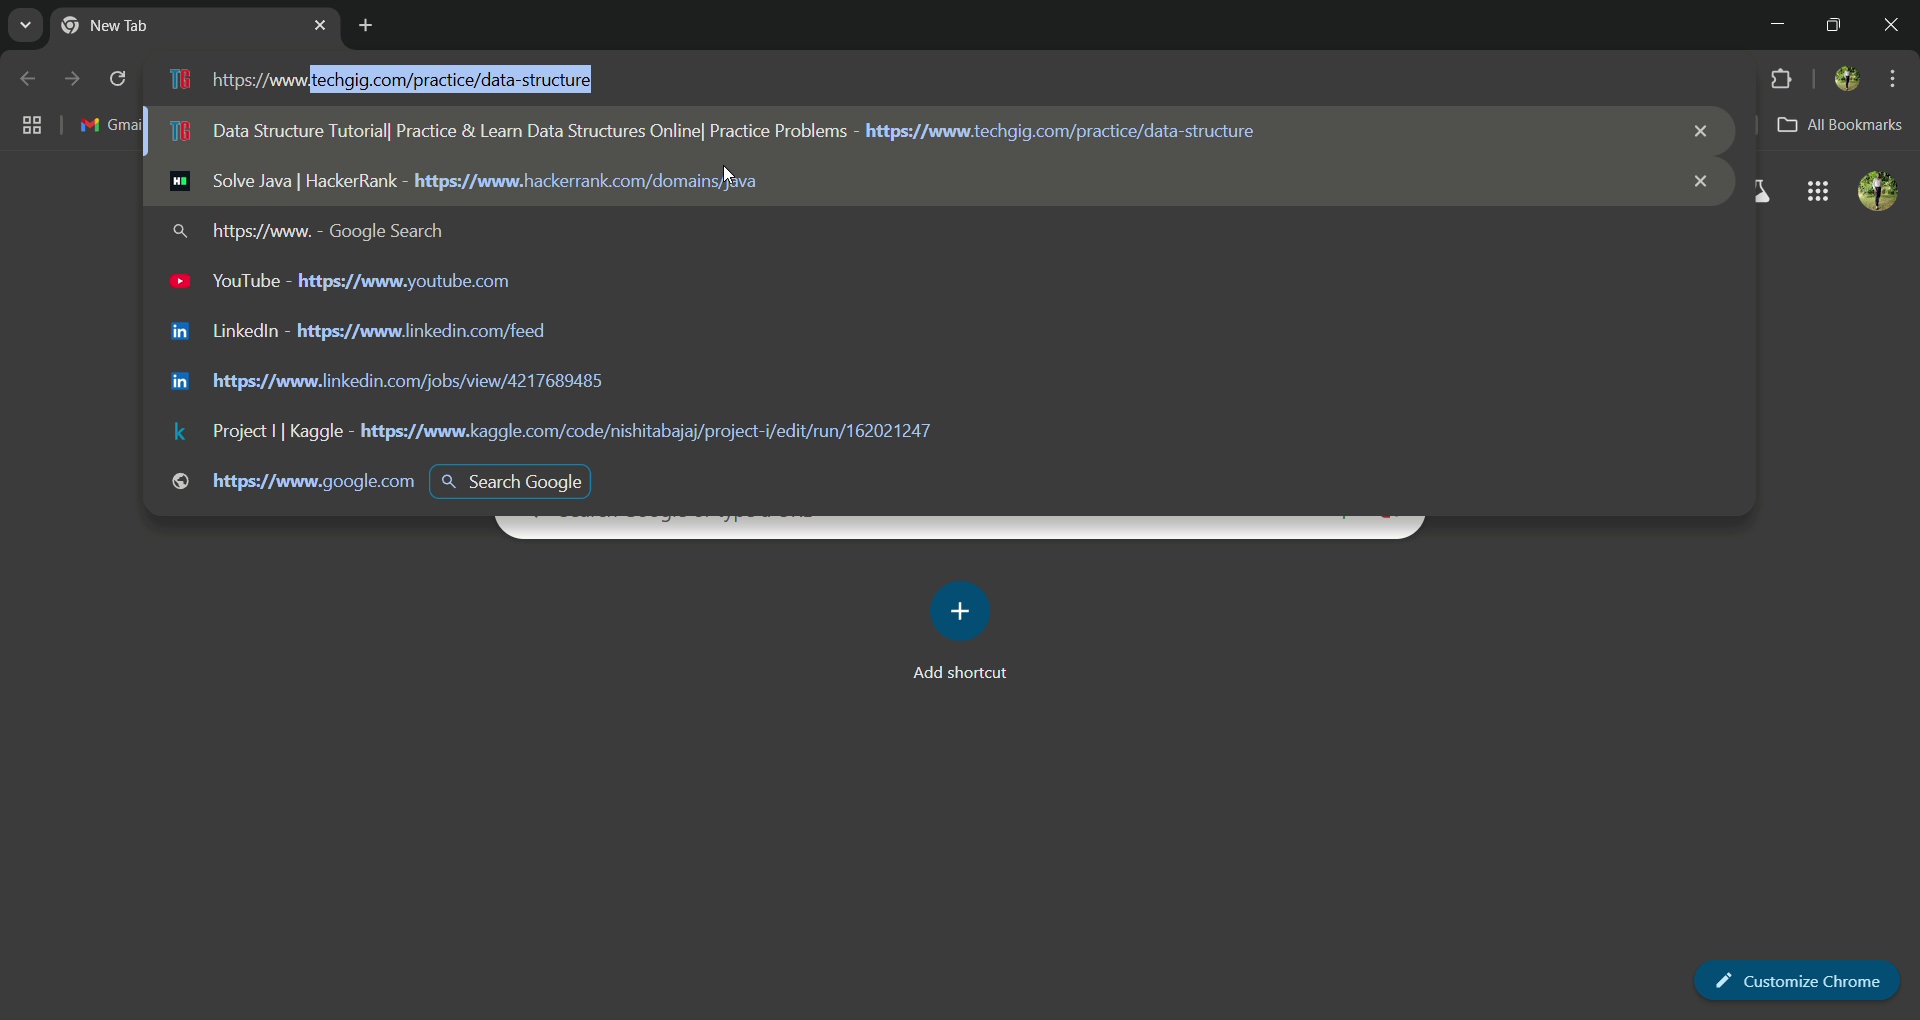 New Tab
https://www.techgig.com/practice/data-structure
Gmai
All Bookmarks
Data Structure Tutorial| Practice & Learn Data Structures Online| Practice Problems - https://www.techgig.com/practice/data-structure
Solve Java | HackerRank - https://www.hackerrank.com/domains/java
https://www. - Google Search
YouTube - https://www.youtube.com
LinkedIn - https://www.linkedin.com/feed
https://www.linkedin.com/jobs/view/4217689485
Project I | Kaggle - https://www.kaggle.com/code/nishitabajaj/project-i/edit/run/162021247
https://www.google.com Search Google
Add shortcut
Customize Chrome